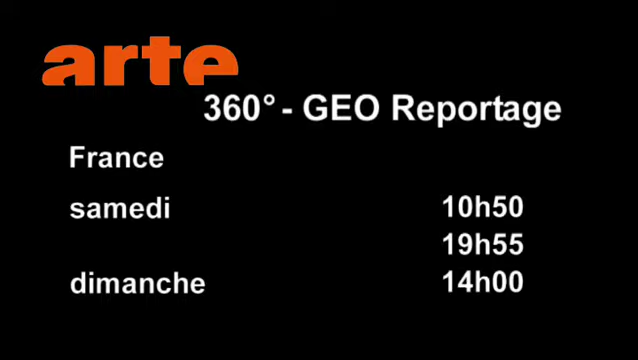 arte
360° - GEO Reportage
France
samedi 10h50
19h55
dimanche 14h00